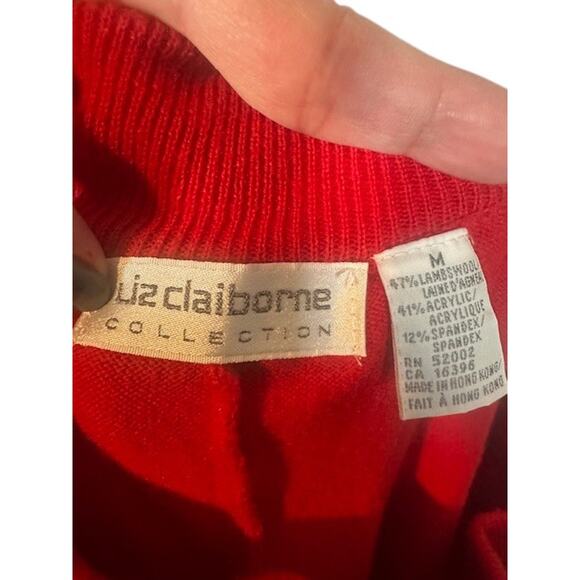 Liz claiborne
COLLECTION
M
47% LAMBSWOOL
LAINE D'AGNEAU
41% ACRYLIC/
ACRYLIQUE
12% SPANDEX/
SPANDEX
RN 52002
CA 16396
MADE IN HONG KONG/
FAIT À HONG KONG